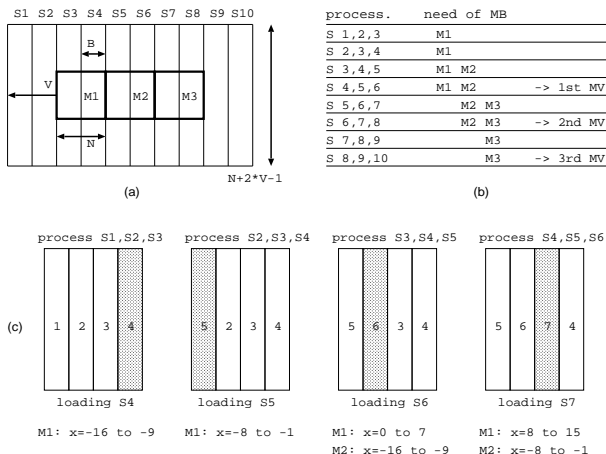 S1 S2 S3 S4 S5 S6 S7 S8 S9 S10
B
V
M1 M2 M3
N
N+2*V-1
(a)
process. need of MB
S 1,2,3 M1
S 2,3,4 M1
S 3,4,5 M1 M2
S 4,5,6 M1 M2 -> 1st MV
S 5,6,7 M2 M3
S 6,7,8 M2 M3 -> 2nd MV
S 7,8,9 M3
S 8,9,10 M3 -> 3rd MV
(b)
process S1,S2,S3 process S2,S3,S4 process S3,S4,S5 process S4,S5,S6
(c) 1 2 3 4 5 2 3 4 5 6 3 4 5 6 7 4
loading S4 loading S5 loading S6 loading S7
M1: x=-16 to -9 M1: x=-8 to -1 M1: x=0 to 7 M1: x=8 to 15
M2: x=-16 to -9 M2: x=-8 to -1